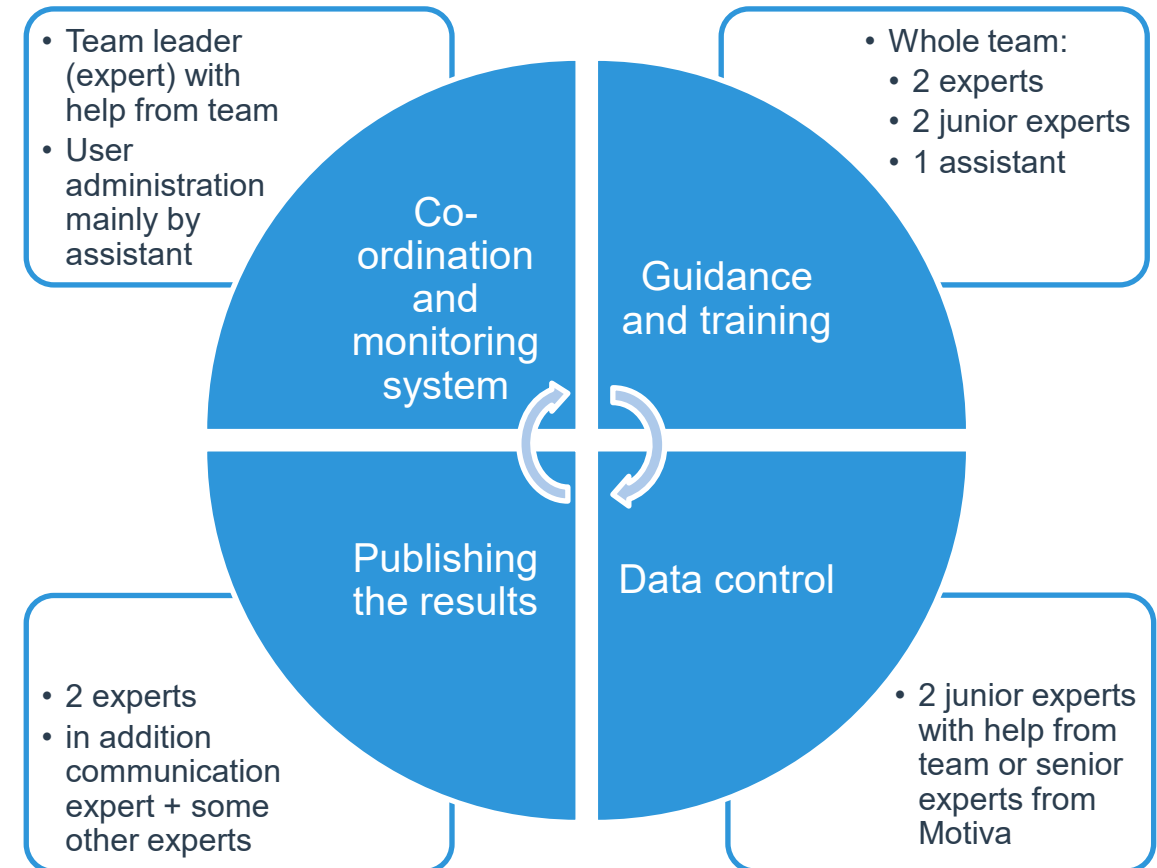 • Team leader
(expert) with
help from team
• User
administration
mainly by
assistant
• Whole team:
• 2 experts
• 2 junior experts
• 1 assistant
Co-
ordination
and
monitoring
system
Guidance
and training
Publishing
the results
Data control
• 2 experts
• in addition
communication
expert + some
other experts
• 2 junior experts
with help from
team or senior
experts from
Motiva